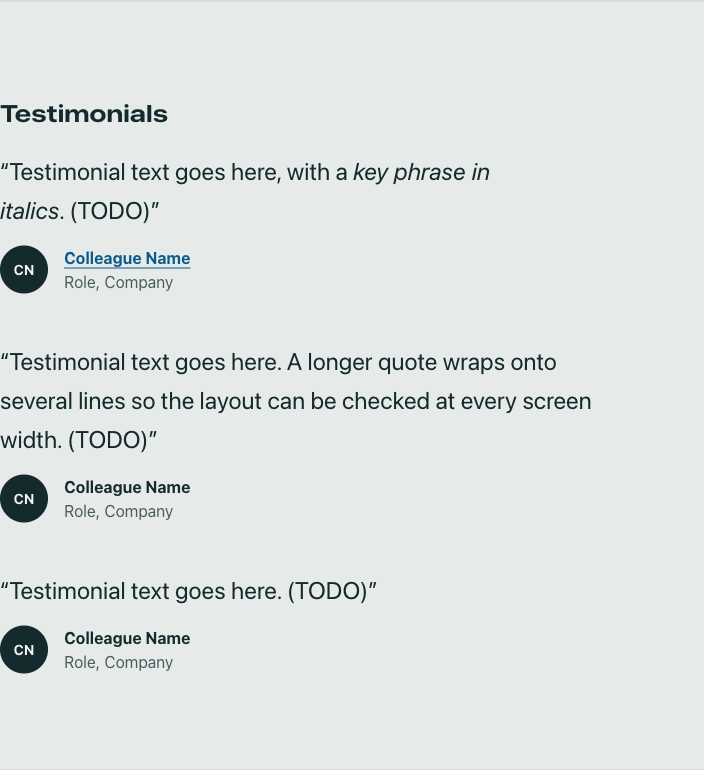 Testimonials
“Testimonial text goes here, with a key phrase in
italics. (TODO)”
CN
Colleague Name
Role, Company
“Testimonial text goes here. A longer quote wraps onto
several lines so the layout can be checked at every screen
width. (TODO)”
CN
Colleague Name
Role, Company
“Testimonial text goes here. (TODO)”
CN
Colleague Name
Role, Company